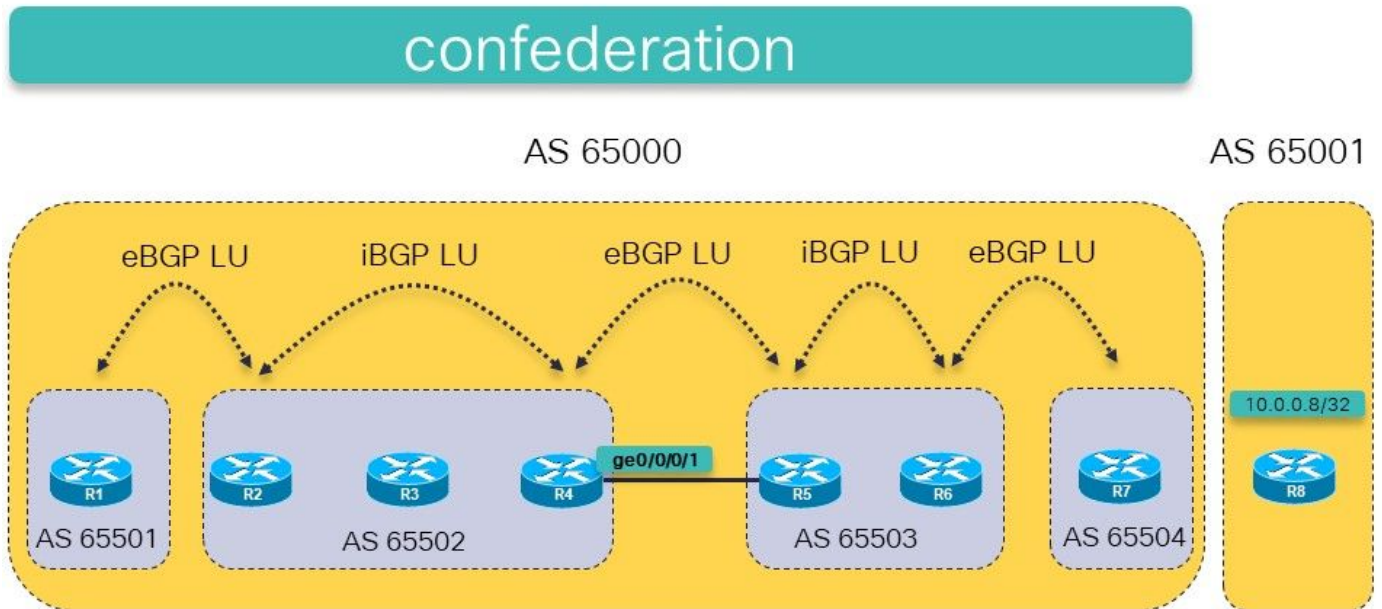 confederation
AS 65000
AS 65001
eBGP LU
iBGP LU
eBGP LU
iBGP LU
eBGP LU
10.0.0.8/32
ge0/0/0/1
R1
R2
R3
R4
R5
R6
R7
R8
AS 65501
AS 65502
AS 65503
AS 65504